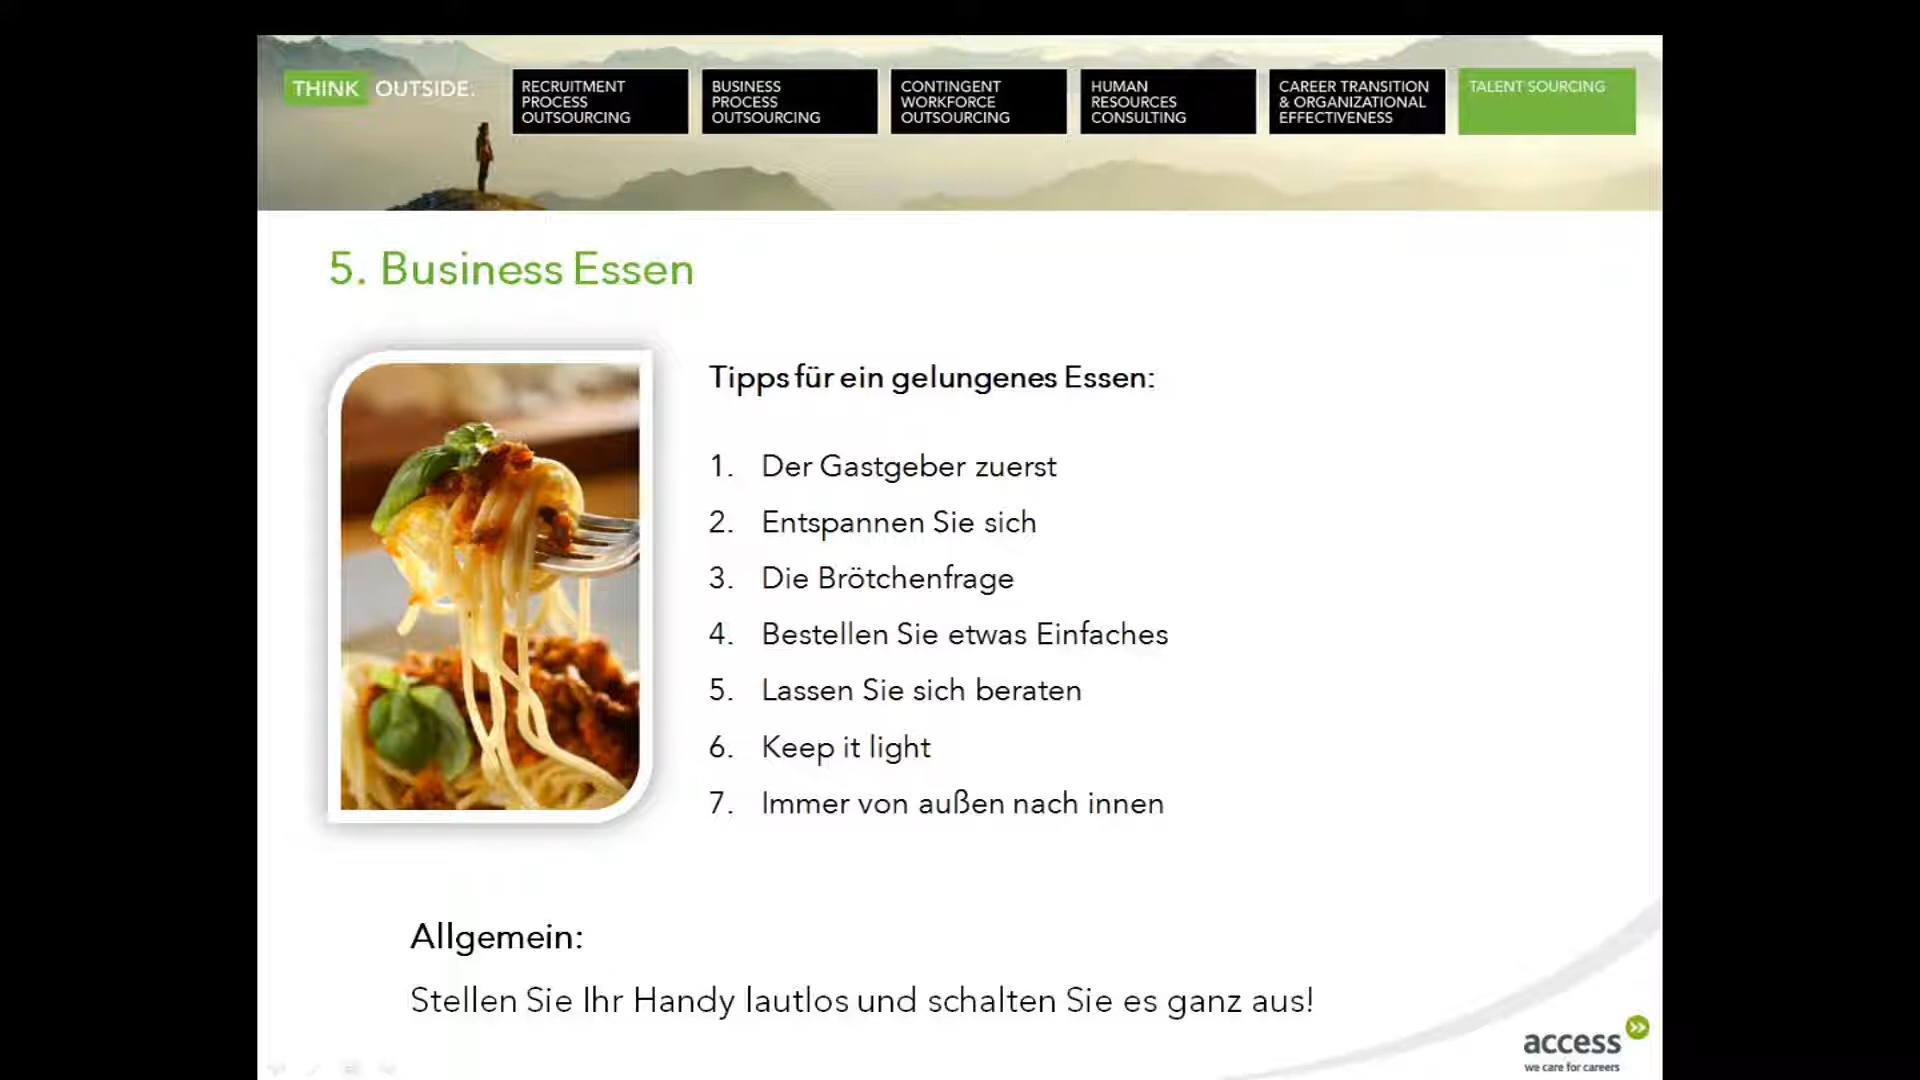 THINK OUTSIDE.
RECRUITMENT
PROCESS
OUTSOURCING
BUSINESS
PROCESS
OUTSOURCING
CONTINGENT
WORKFORCE
OUTSOURCING
HUMAN
RESOURCES
CONSULTING
CAREER TRANSITION
& ORGANIZATIONAL
EFFECTIVENESS
TALENT SOURCING
5. Business Essen
Tipps für ein gelungenes Essen:
1. Der Gastgeber zuerst
2. Entspannen Sie sich
3. Die Brötchenfrage
4. Bestellen Sie etwas Einfaches
5. Lassen Sie sich beraten
6. Keep it light
7. Immer von außen nach innen
Allgemein:
Stellen Sie Ihr Handy lautlos und schalten Sie es ganz aus!
access
we care for careers